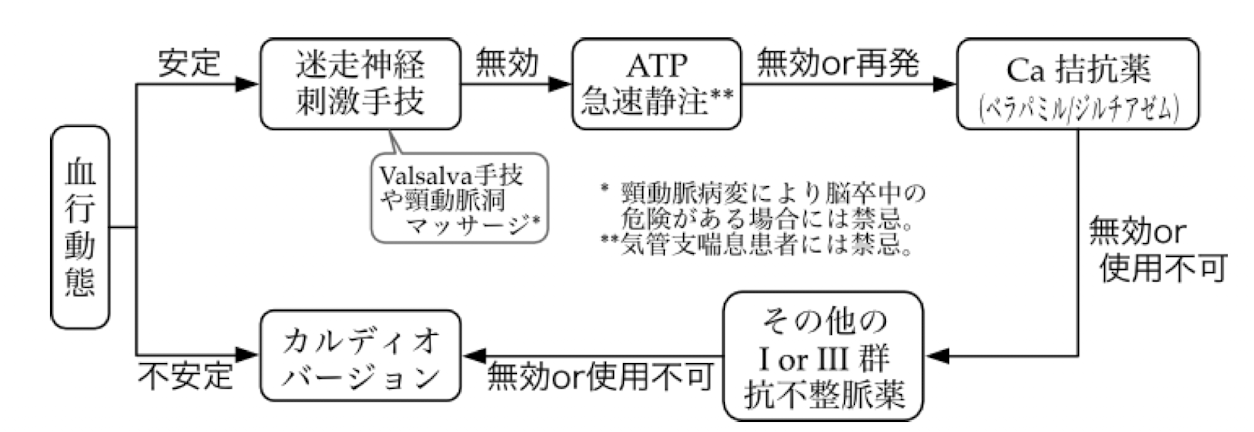 血行動態
安定
迷走神経
刺激手技
Valsalva手技
や頸動脈洞
マッサージ*
無効
ATP
急速静注**
無効or再発
Ca 拮抗薬
(ベラパミル/ジルチアゼム)
* 頸動脈病変により脳卒中の
危険がある場合には禁忌。
**気管支喘息患者には禁忌。
無効or
使用不可
その他の
I or III 群
抗不整脈薬
無効or使用不可
不安定
カルディオ
バージョン